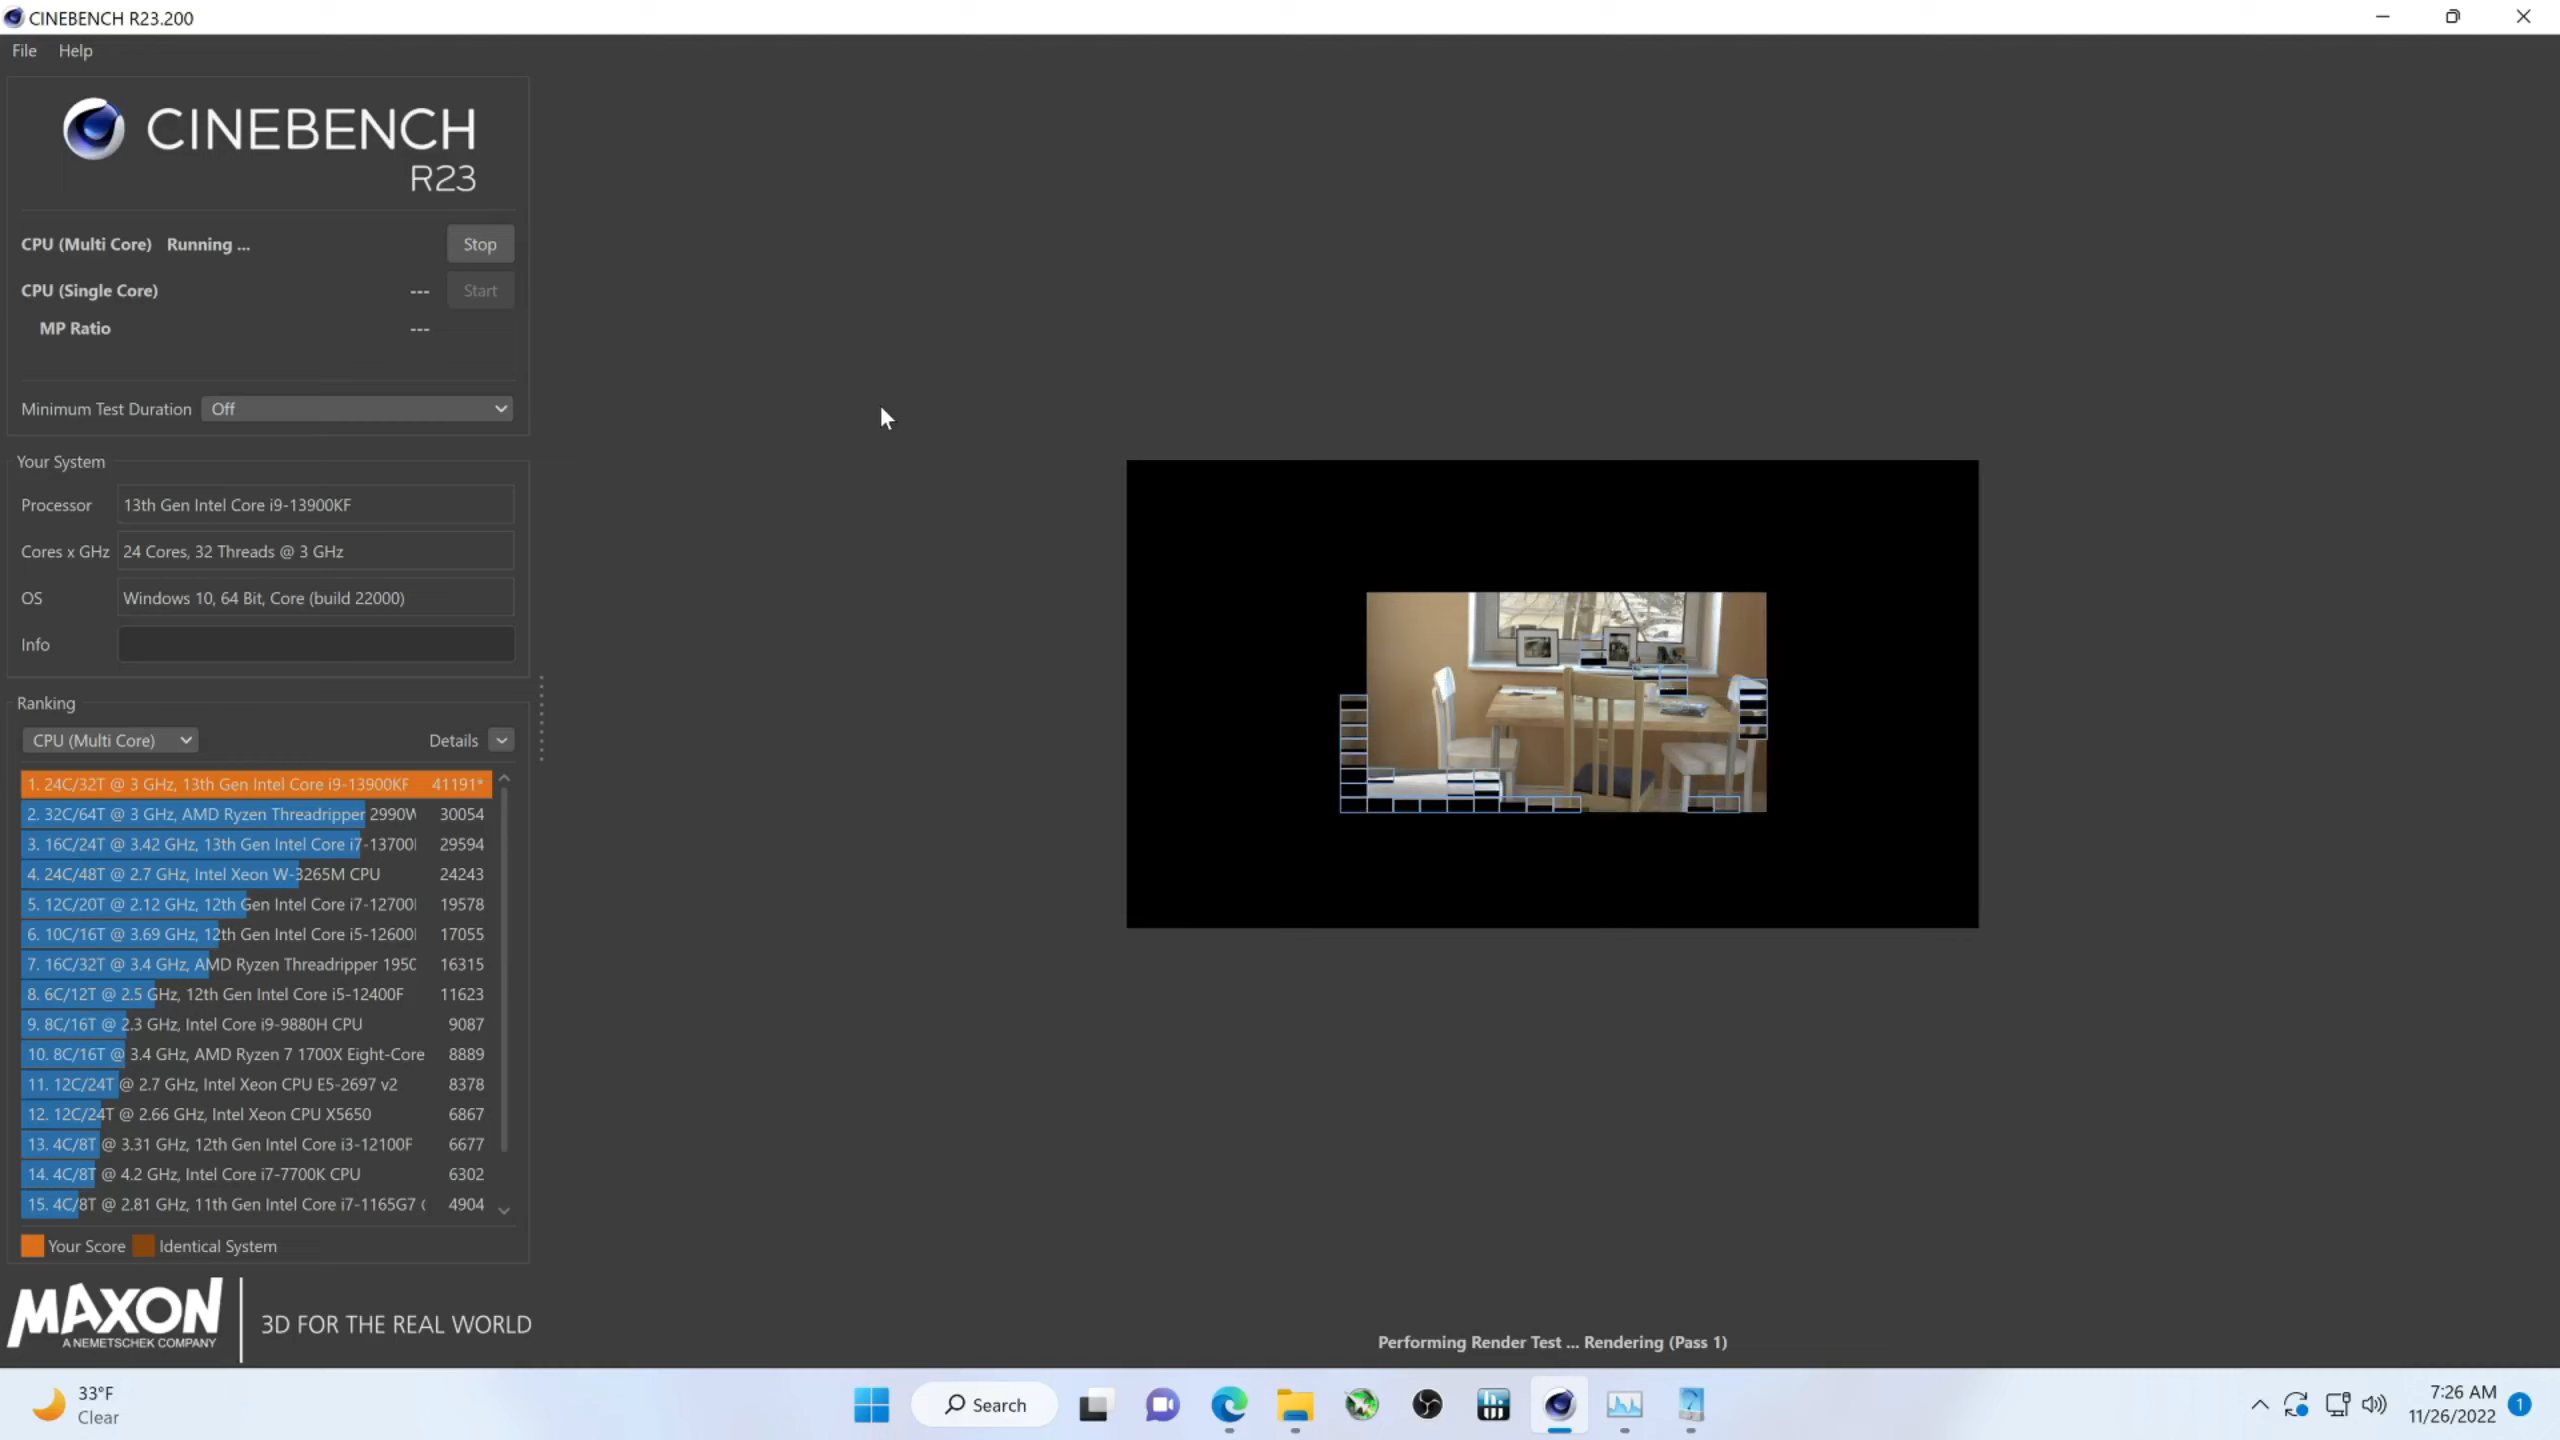 CINEBENCH R23.200
File Help
CINEBENCH
R23
CPU (Multi Core) Running ... Stop
CPU (Single Core) --- Start
MP Ratio ---
Minimum Test Duration Off
Your System
Processor 13th Gen Intel Core i9-13900KF
Cores x GHz 24 Cores, 32 Threads @ 3 GHz
OS Windows 10, 64 Bit, Core (build 22000)
Info
Ranking
CPU (Multi Core) Details
1. 24C/32T @ 3 GHz, 13th Gen Intel Core i9-13900KF 41191*
2. 32C/64T @ 3 GHz, AMD Ryzen Threadripper 2990W 30054
3. 16C/24T @ 3.42 GHz, 13th Gen Intel Core i7-13700 29594
4. 24C/48T @ 2.7 GHz, Intel Xeon W-3265M CPU 24243
5. 12C/20T @ 2.12 GHz, 12th Gen Intel Core i7-12700 19578
6. 10C/16T @ 3.69 GHz, 12th Gen Intel Core i5-12600 17055
7. 16C/32T @ 3.4 GHz, AMD Ryzen Threadripper 1950 16315
8. 6C/12T @ 2.5 GHz, 12th Gen Intel Core i5-12400F 11623
9. 8C/16T @ 2.3 GHz, Intel Core i9-9880H CPU 9087
10. 8C/16T @ 3.4 GHz, AMD Ryzen 7 1700X Eight-Core 8889
11. 12C/24T @ 2.7 GHz, Intel Xeon CPU E5-2697 v2 8378
12. 12C/24T @ 2.66 GHz, Intel Xeon CPU X5650 6867
13. 4C/8T @ 3.31 GHz, 12th Gen Intel Core i3-12100F 6677
14. 4C/8T @ 4.2 GHz, Intel Core i7-7700K CPU 6302
15. 4C/8T @ 2.81 GHz, 11th Gen Intel Core i7-1165G7 4904
Your Score Identical System
MAXON
A NEMETSCHEK COMPANY
3D FOR THE REAL WORLD
Performing Render Test ... Rendering (Pass 1)
33°F
Clear
Search
7:26 AM
11/26/2022
1